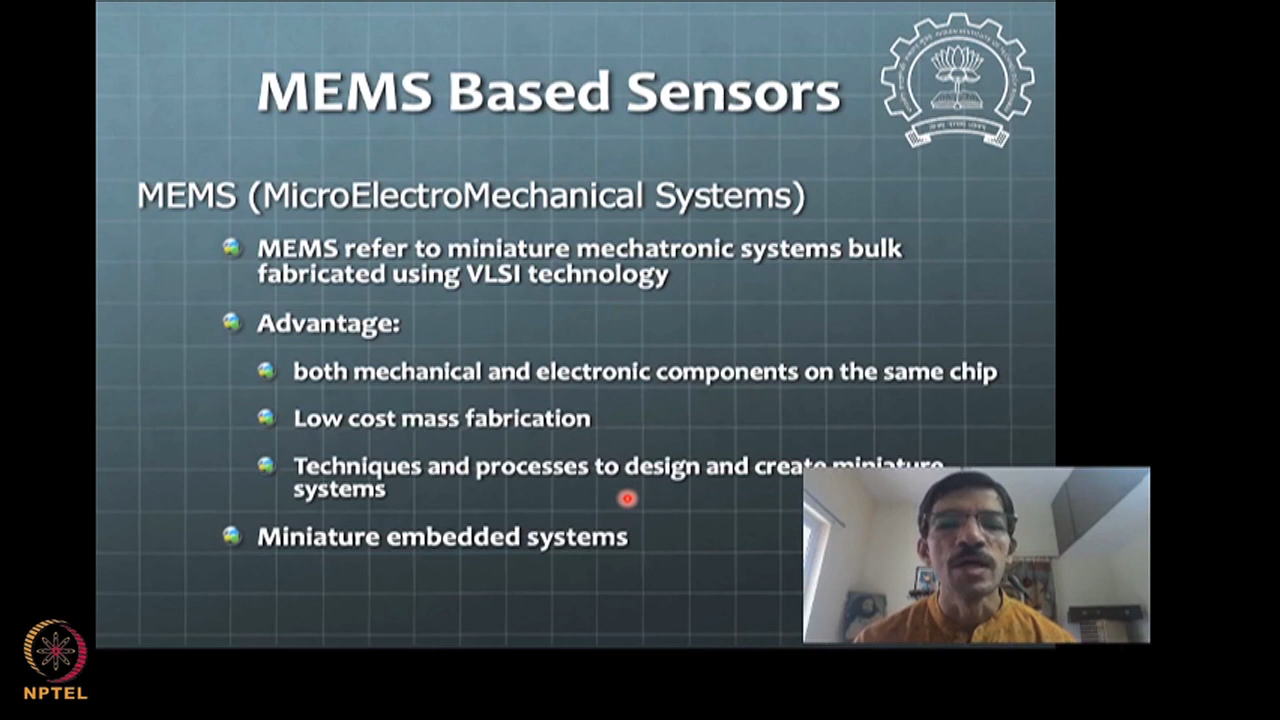 MEMS Based Sensors
MEMS (MicroElectroMechanical Systems)
MEMS refer to miniature mechatronic systems bulk
fabricated using VLSI technology
Advantage:
both mechanical and electronic components on the same chip
Low cost mass fabrication
Techniques and processes to design and create miniature
systems
Miniature embedded systems
NPTEL